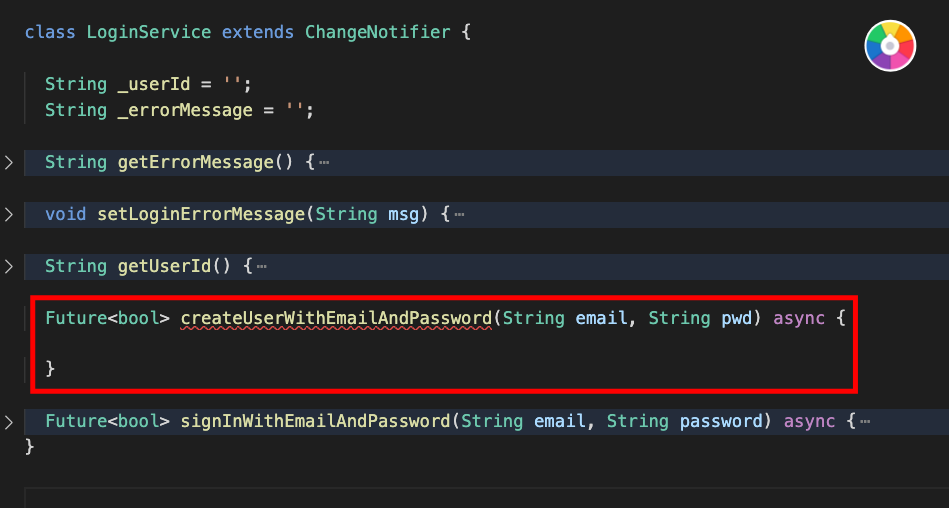 class LoginService extends ChangeNotifier {
String _userId = '';
String _errorMessage = '';
String getErrorMessage() {⋯
void setLoginErrorMessage(String msg) {⋯
String getUserId() {⋯
Future<bool> createUserWithEmailAndPassword(String email, String pwd) async {
}
Future<bool> signInWithEmailAndPassword(String email, String password) async {⋯
}